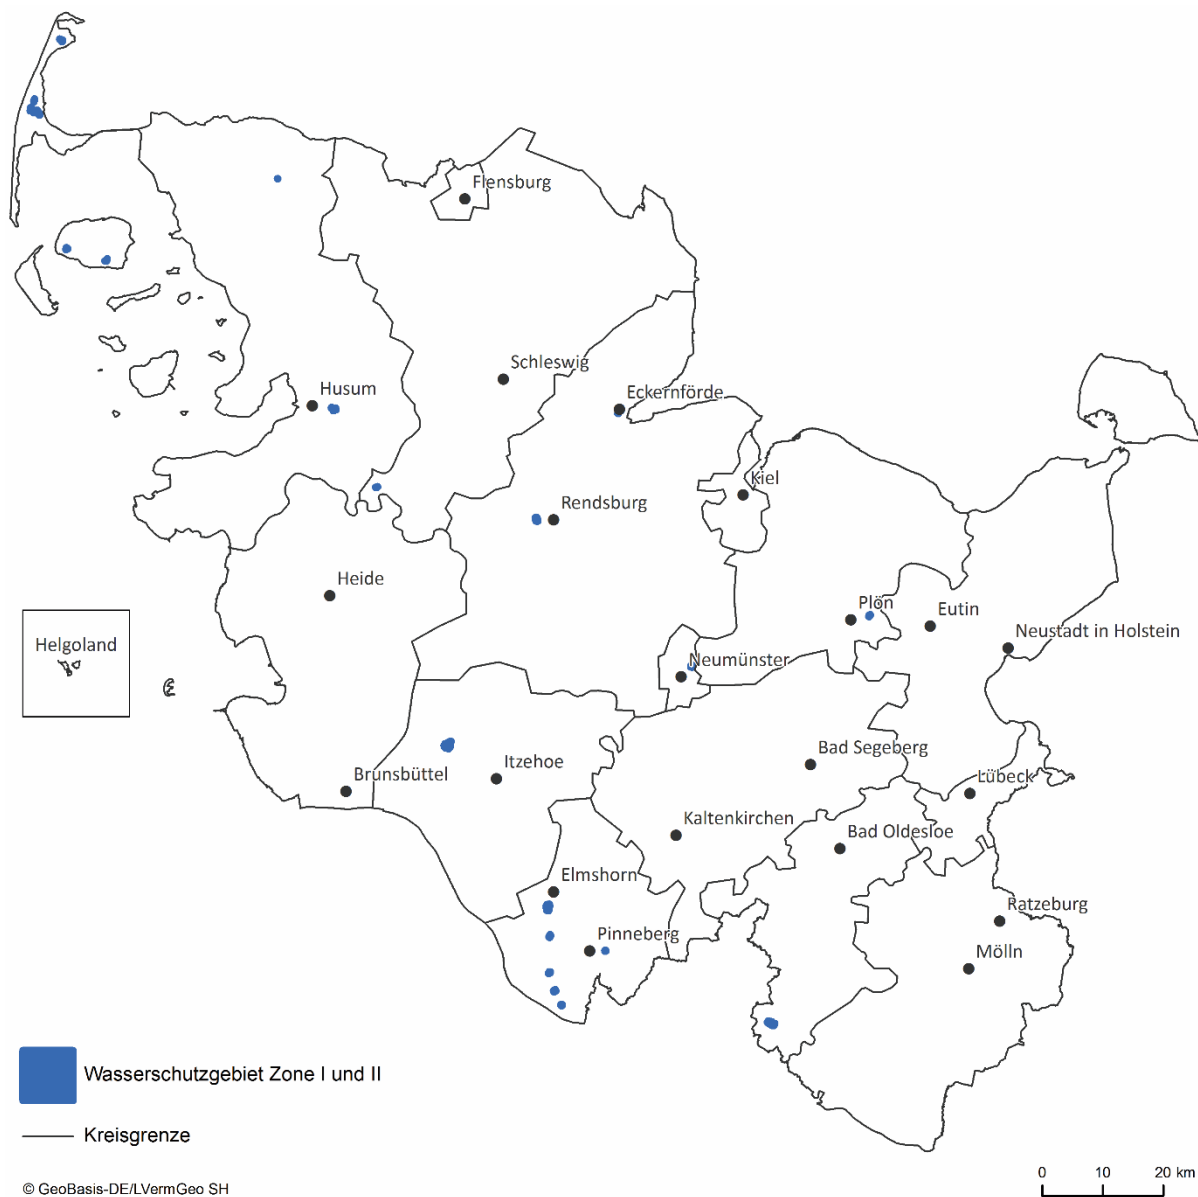 Flensburg
Schleswig
Husum
Eckernförde
Kiel
Rendsburg
Heide
Plön
Eutin
Neustadt in Holstein
Helgoland
Neumünster
Bad Segeberg
Itzehoe
Brunsbüttel
Lübeck
Kaltenkirchen
Bad Oldesloe
Elmshorn
Ratzeburg
Pinneberg
Mölln
Wasserschutzgebiet Zone I und II
Kreisgrenze
0 10 20 km
© GeoBasis-DE/LVermGeo SH